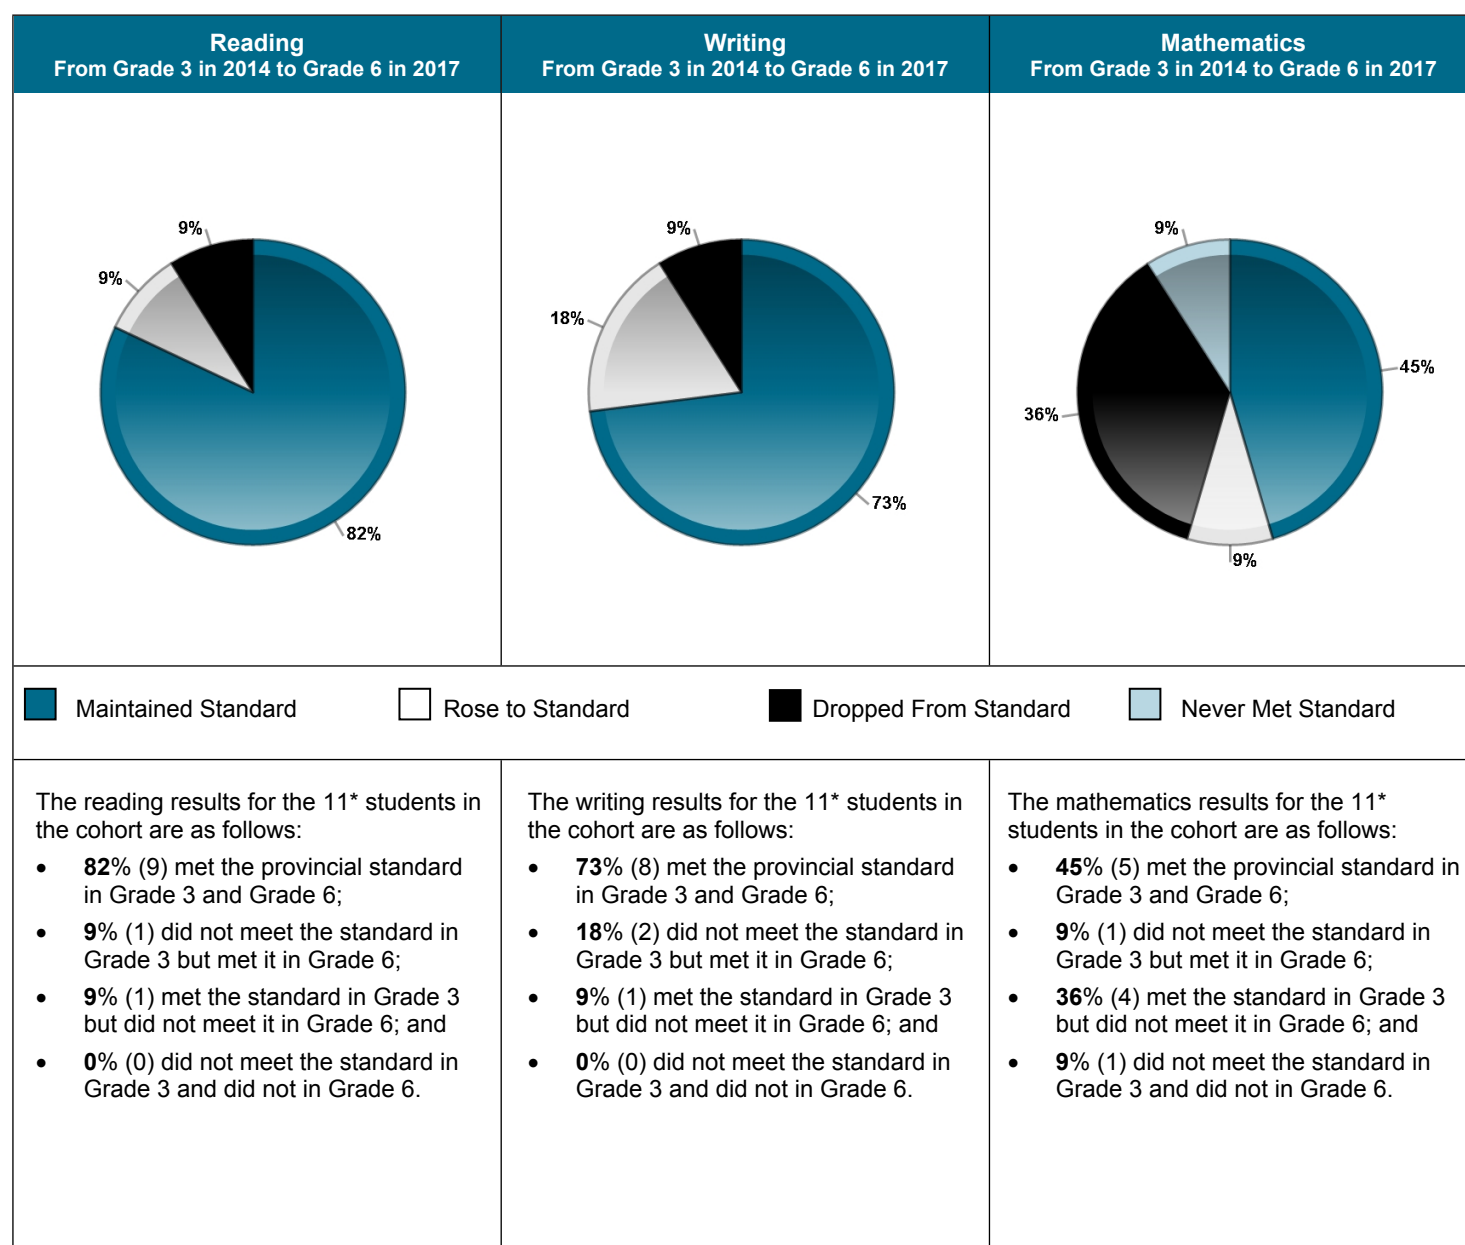 Reading
From Grade 3 in 2014 to Grade 6 in 2017
Writing
From Grade 3 in 2014 to Grade 6 in 2017
Mathematics
From Grade 3 in 2014 to Grade 6 in 2017
9%
9%
82%
9%
18%
73%
9%
45%
36%
9%
Maintained Standard
Rose to Standard
Dropped From Standard
Never Met Standard
The reading results for the 11* students in
the cohort are as follows:
• 82% (9) met the provincial standard
in Grade 3 and Grade 6;
• 9% (1) did not meet the standard in
Grade 3 but met it in Grade 6;
• 9% (1) met the standard in Grade 3
but did not meet it in Grade 6; and
• 0% (0) did not meet the standard in
Grade 3 and did not in Grade 6.
The writing results for the 11* students in
the cohort are as follows:
• 73% (8) met the provincial standard
in Grade 3 and Grade 6;
• 18% (2) did not meet the standard in
Grade 3 but met it in Grade 6;
• 9% (1) met the standard in Grade 3
but did not meet it in Grade 6; and
• 0% (0) did not meet the standard in
Grade 3 and did not in Grade 6.
The mathematics results for the 11*
students in the cohort are as follows:
• 45% (5) met the provincial standard in
Grade 3 and Grade 6;
• 9% (1) did not meet the standard in
Grade 3 but met it in Grade 6;
• 36% (4) met the standard in Grade 3
but did not meet it in Grade 6; and
• 9% (1) did not meet the standard in
Grade 3 and did not in Grade 6.